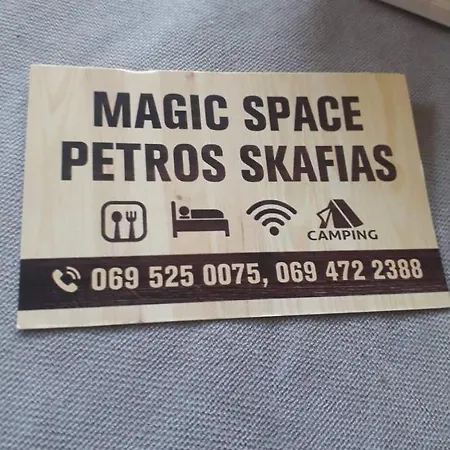 MAGIC SPACE
PETROS SKAFIAS
CAMPING
069 525 0075, 069 472 2388